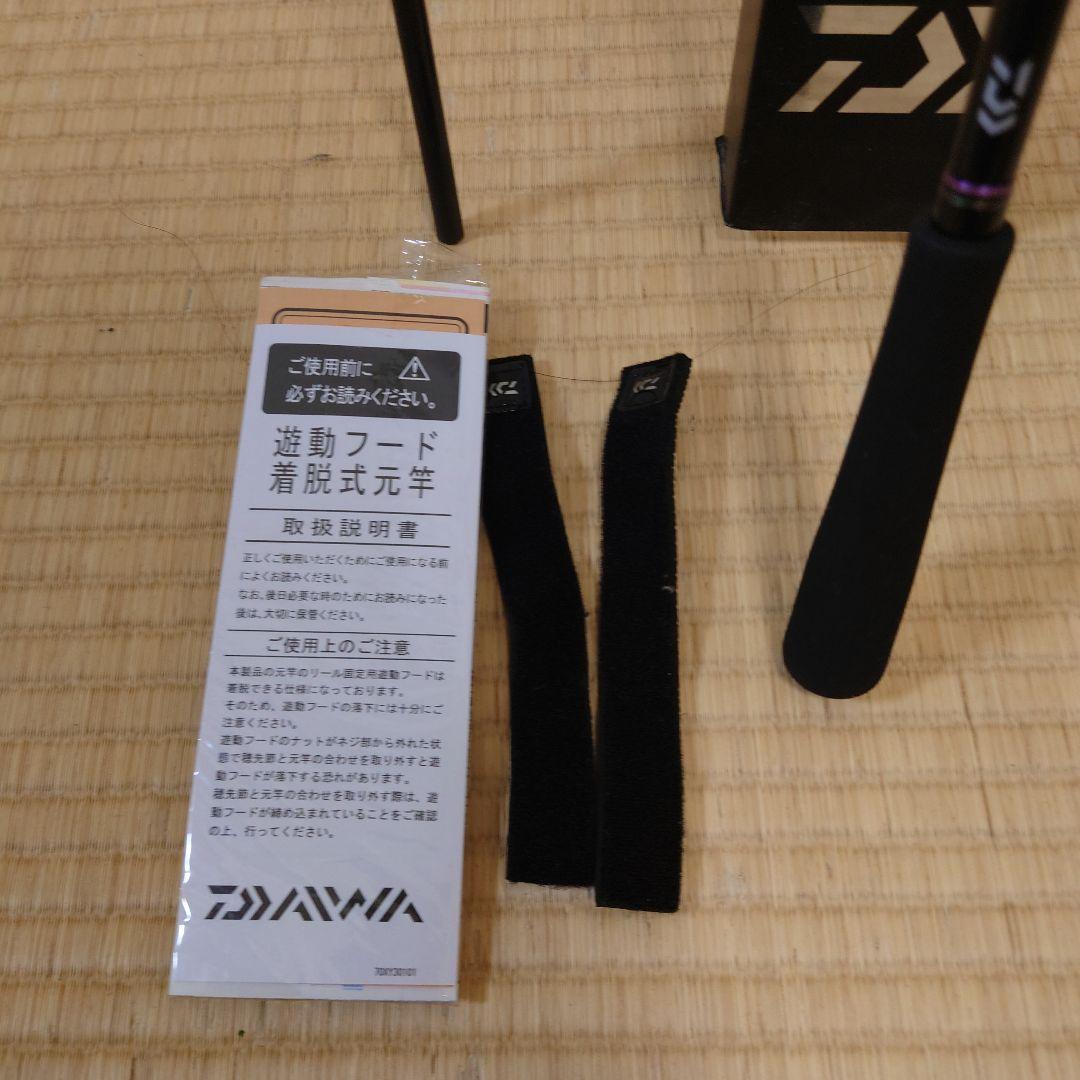 ご使用前に
必ずお読みください。
遊動フード
着脱式元竿
取扱説明書
正しくご使用いただくためにご使用になる前
によくお読みください。
なお、後日必要な時のためにお読みになった
後は、大切に保管ください。
ご使用上のご注意
本製品の元竿のリール固定用遊動フードは
着脱できる仕様になっております。
そのため、遊動フードの落下には十分にご
注意ください。
遊動フードのナットがネジ部から外れた状
態で穂先節と元竿の合わせを取り外すと遊
動フードが落下する恐れがあります。
穂先節と元竿の合わせを取り外す際は、遊
動フードが締め込まれていることをご確認
の上、行ってください。
DAIWA
70XY30101